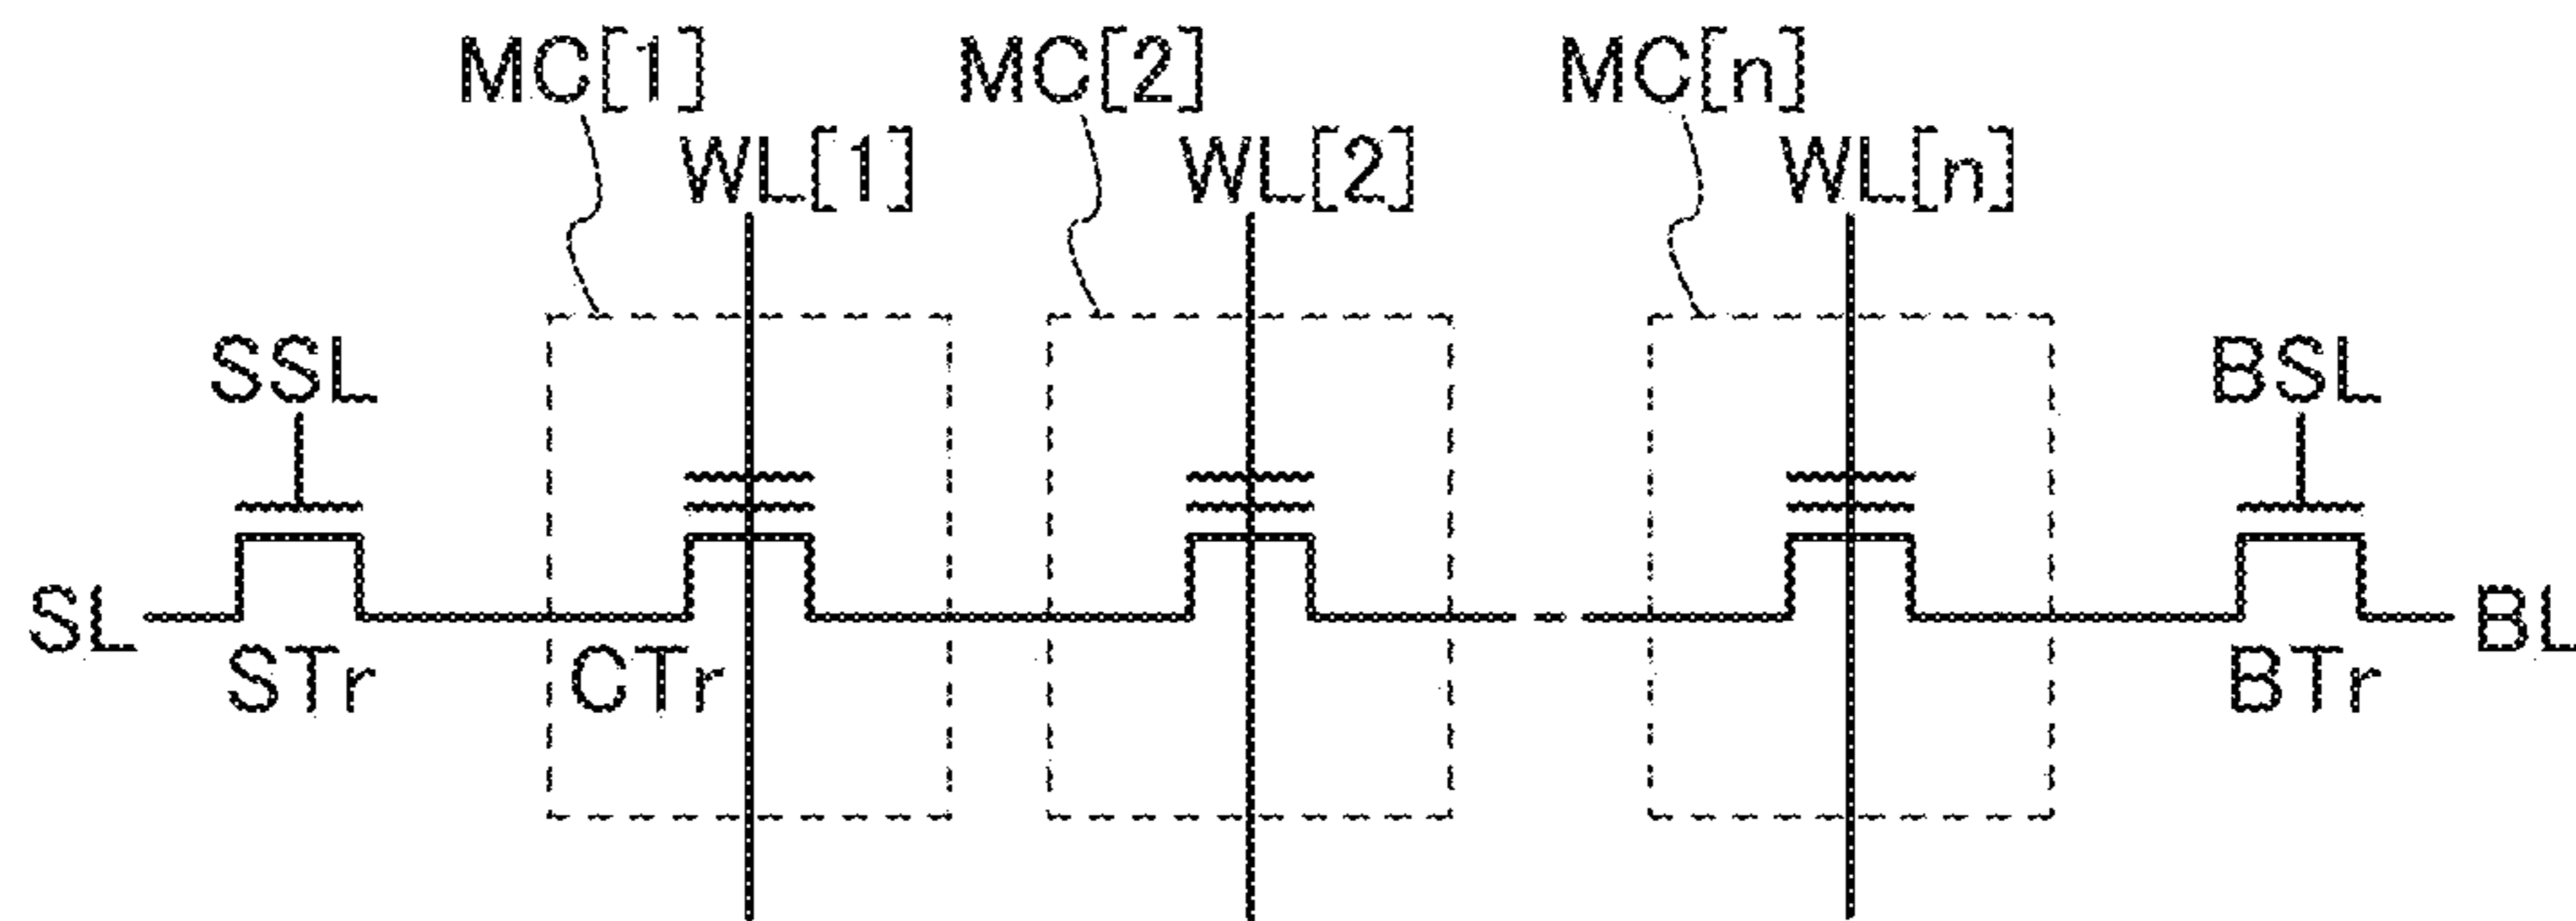 MC[1] MC[2] MC[n]
WL[1] WL[2] WL[n]
SSL BSL
SL BL
STr CTr BTr